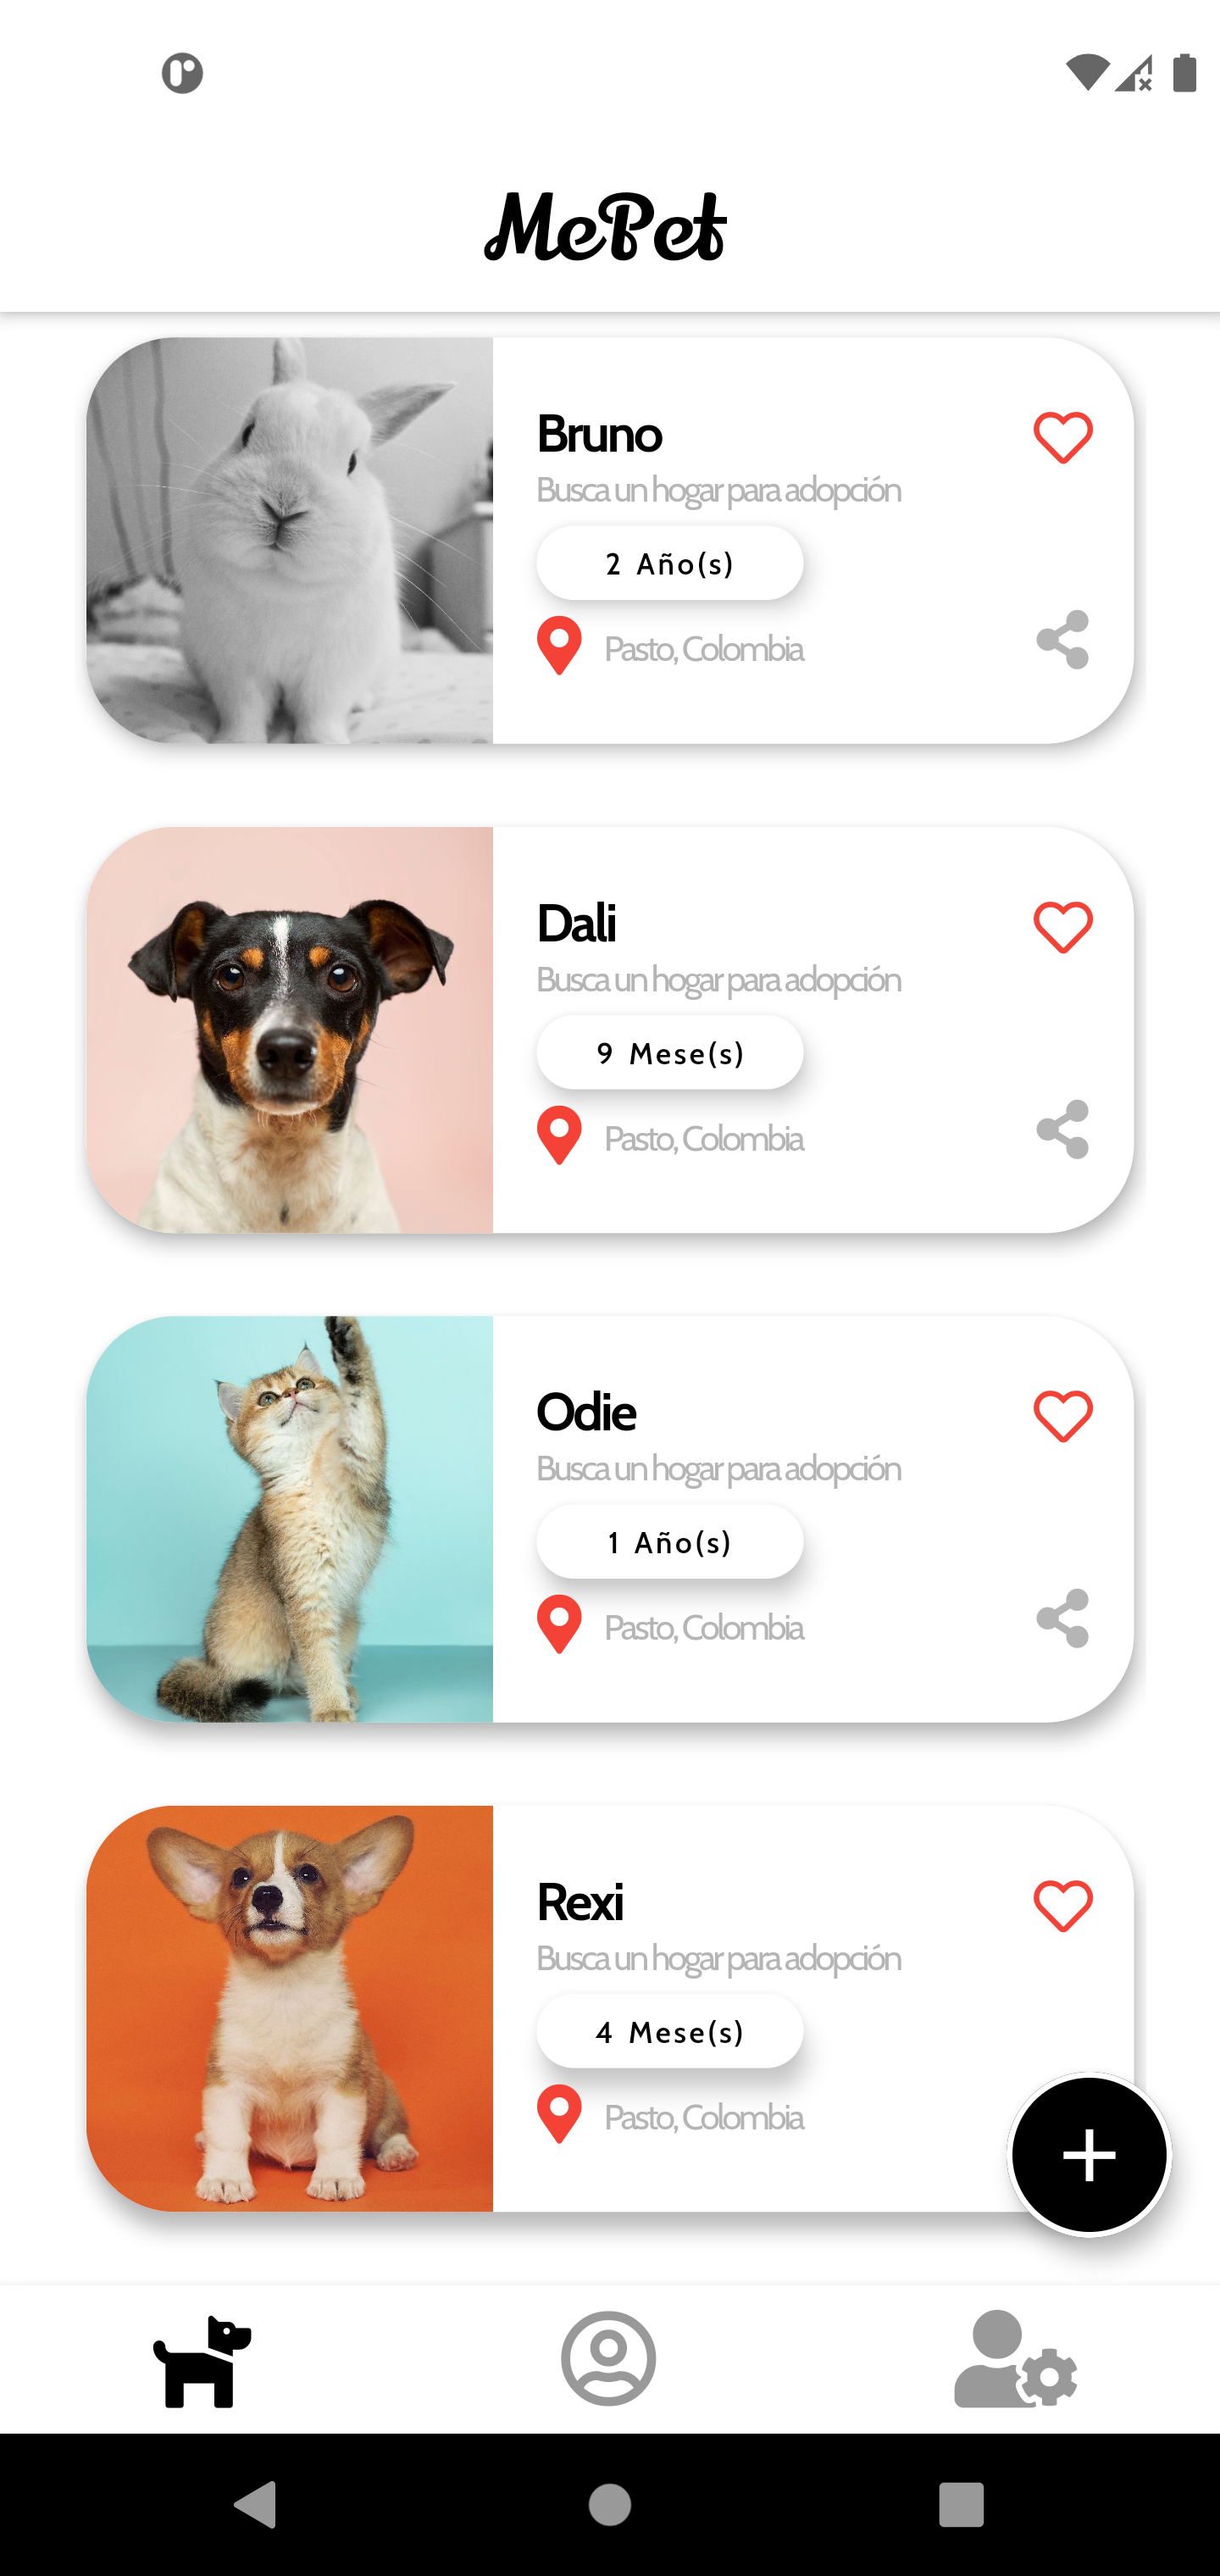 MePet
Bruno
Busca un hogar para adopción
2 Año(s)
Pasto, Colombia
Dali
Busca un hogar para adopción
9 Mese(s)
Pasto, Colombia
Odie
Busca un hogar para adopción
1 Año(s)
Pasto, Colombia
Rexi
Busca un hogar para adopción
4 Mese(s)
Pasto, Colombia